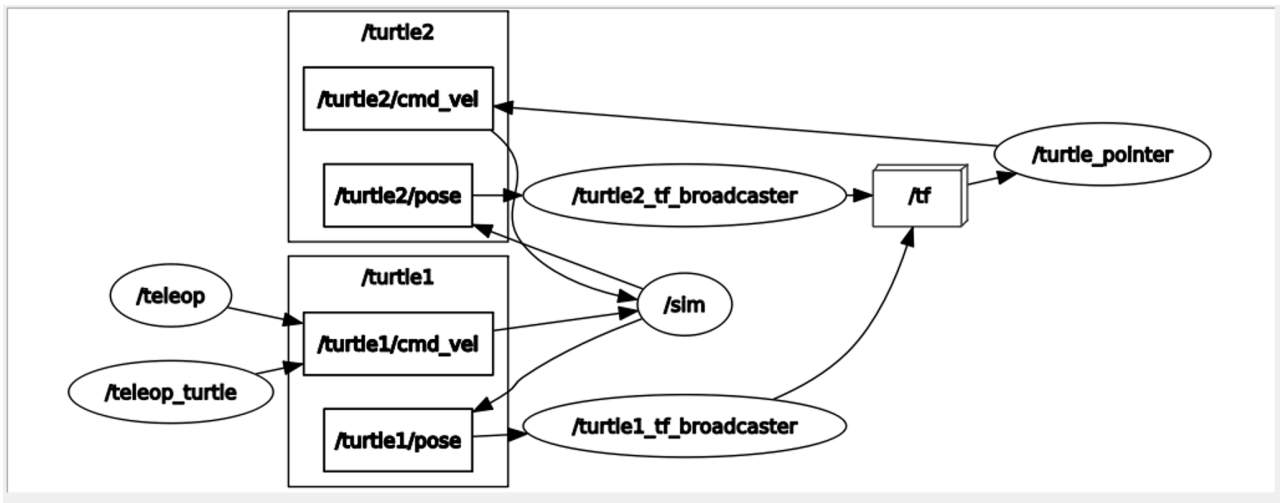 /turtle2
/turtle2/cmd_vel
/turtle_pointer
/turtle2/pose
/turtle2_tf_broadcaster
/tf
/turtle1
/teleop
/sim
/turtle1/cmd_vel
/teleop_turtle
/turtle1/pose
/turtle1_tf_broadcaster